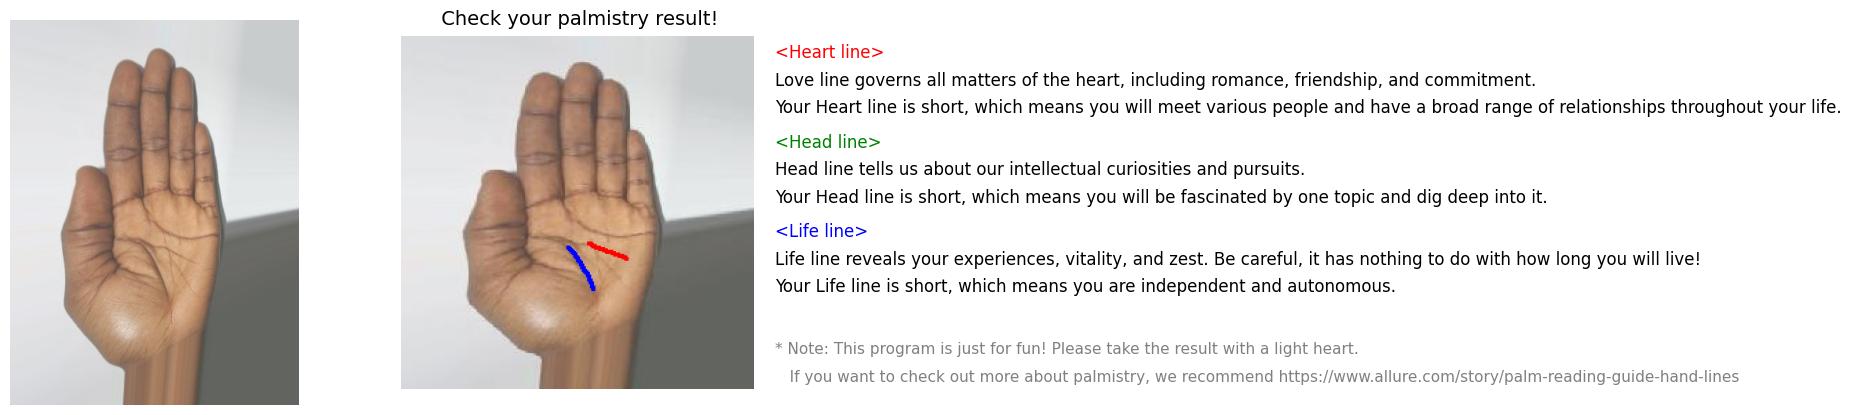 Check your palmistry result!
<Heart line>
Love line governs all matters of the heart, including romance, friendship, and commitment.
Your Heart line is short, which means you will meet various people and have a broad range of relationships throughout your life.
<Head line>
Head line tells us about our intellectual curiosities and pursuits.
Your Head line is short, which means you will be fascinated by one topic and dig deep into it.
<Life line>
Life line reveals your experiences, vitality, and zest. Be careful, it has nothing to do with how long you will live!
Your Life line is short, which means you are independent and autonomous.
* Note: This program is just for fun! Please take the result with a light heart.
If you want to check out more about palmistry, we recommend https://www.allure.com/story/palm-reading-guide-hand-lines